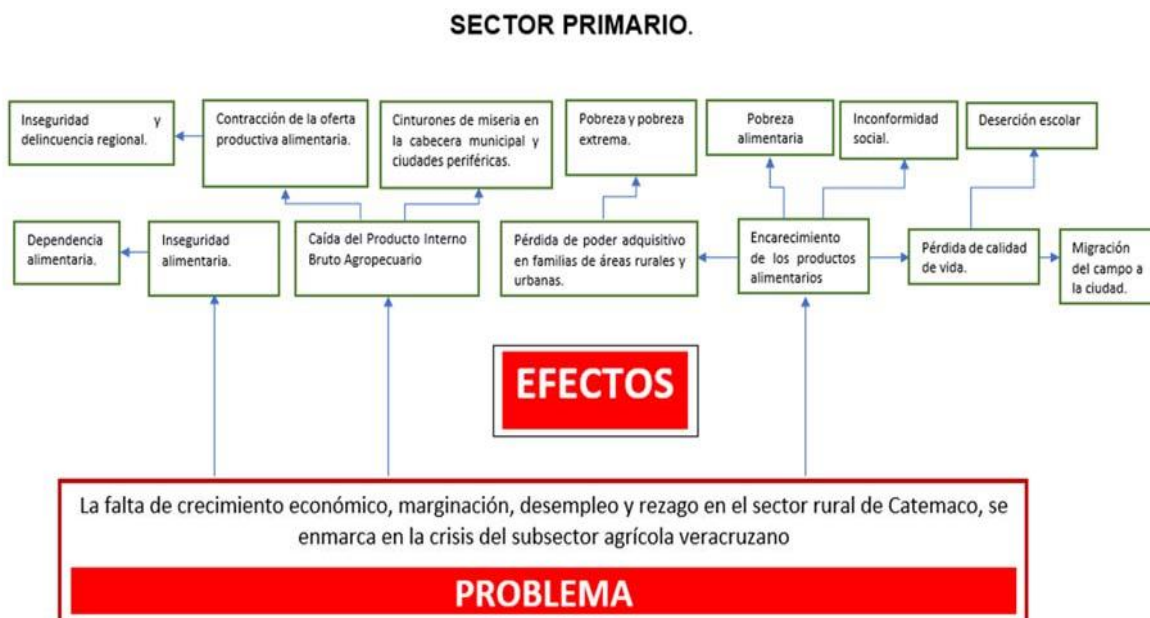 SECTOR PRIMARIO.
Inseguridad y
delincuencia regional.
Contracción de la oferta
productiva alimentaria.
Cinturones de miseria en
la cabecera municipal y
ciudades periféricas.
Pobreza y pobreza
extrema.
Pobreza
alimentaria
Inconformidad
social.
Deserción escolar
Dependencia
alimentaria.
Inseguridad
alimentaria.
Caída del Producto Interno
Bruto Agropecuario
Pérdida de poder adquisitivo
en familias de áreas rurales y
urbanas.
Encarecimiento
de los productos
alimentarios
Pérdida de calidad
de vida.
Migración
del campo a
la ciudad.
EFECTOS
La falta de crecimiento económico, marginación, desempleo y rezago en el sector rural de Catemaco, se
enmarca en la crisis del subsector agrícola veracruzano
PROBLEMA